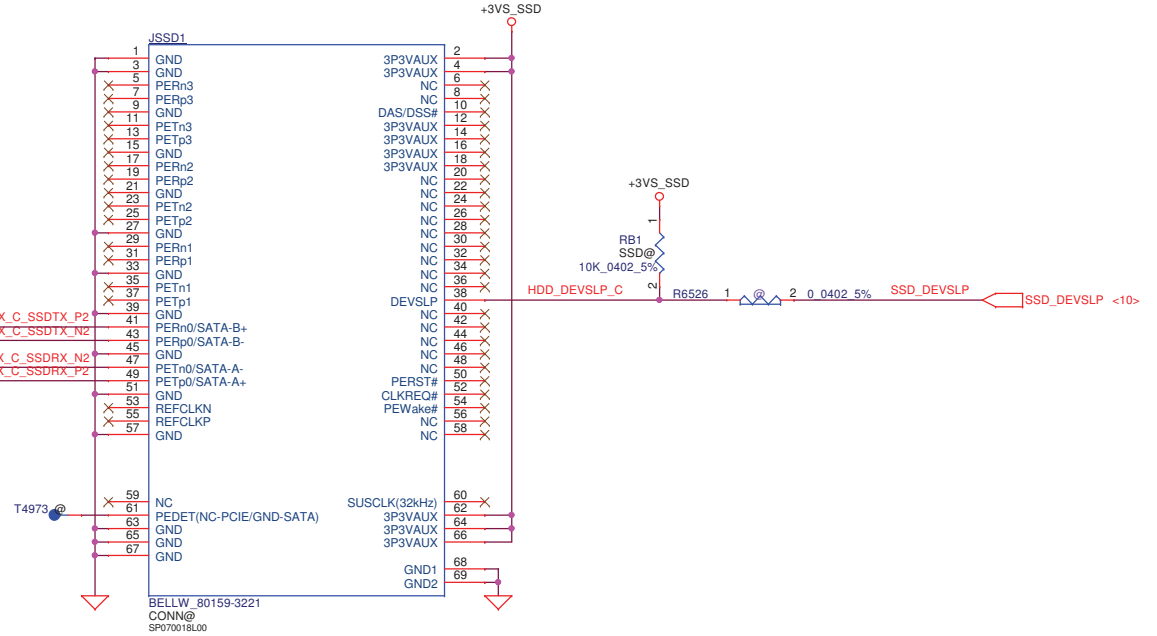 +3VS_SSD
JSSD1
1 GND 3P3VAUX 2
3 GND 3P3VAUX 4
5 PERn3 NC 6
7 PERp3 NC 8
9 GND DAS/DSS# 10
11 PETn3 3P3VAUX 12
13 PETp3 3P3VAUX 14
15 GND 3P3VAUX 16
17 PERn2 3P3VAUX 18
19 PERp2 NC 20
21 GND NC 22
23 PETn2 NC 24
25 PETp2 NC 26
27 GND NC 28
29 PERn1 NC 30
31 PERp1 NC 32
33 GND NC 34
35 PETn1 NC 36
37 PETp1 DEVSLP 38
39 GND NC 40
X_C_SSDTX_P2 41 PERn0/SATA-B+ NC 42
X_C_SSDTX_N2 43 PERp0/SATA-B- NC 44
45 GND NC 46
X_C_SSDRX_N2 47 PETn0/SATA-A- NC 48
X_C_SSDRX_P2 49 PETp0/SATA-A+ PERST# 50
51 GND CLKREQ# 52
53 REFCLKN PEWake# 54
55 REFCLKP NC 56
57 GND NC 58
59 NC SUSCLK(32kHz) 60
T4973 @ 61 PEDET(NC-PCIE/GND-SATA) 3P3VAUX 62
63 GND 3P3VAUX 64
65 GND 3P3VAUX 66
67 GND
GND1 68
GND2 69
BELLW_80159-3221
CONN@
SP070018L00
+3VS_SSD
1
RB1
SSD@
10K_0402_5%
2
HDD_DEVSLP_C R6526 1 @ 2 0_0402_5% SSD_DEVSLP SSD_DEVSLP <10>